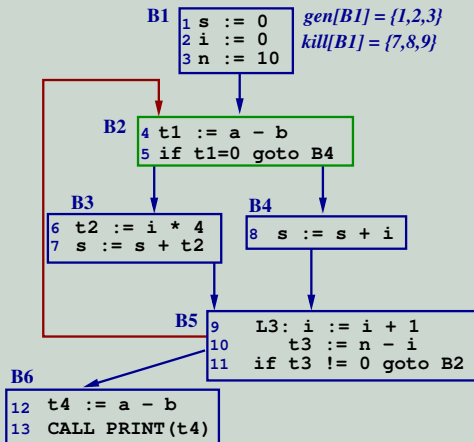 B1
1 s := 0
2 i := 0
3 n := 10
gen[B1] = {1,2,3}
kill[B1] = {7,8,9}
B2
4 t1 := a - b
5 if t1=0 goto B4
B3
6 t2 := i * 4
7 s := s + t2
B4
8 s := s + i
B5
9 L3: i := i + 1
10 t3 := n - i
11 if t3 != 0 goto B2
B6
12 t4 := a - b
13 CALL PRINT(t4)